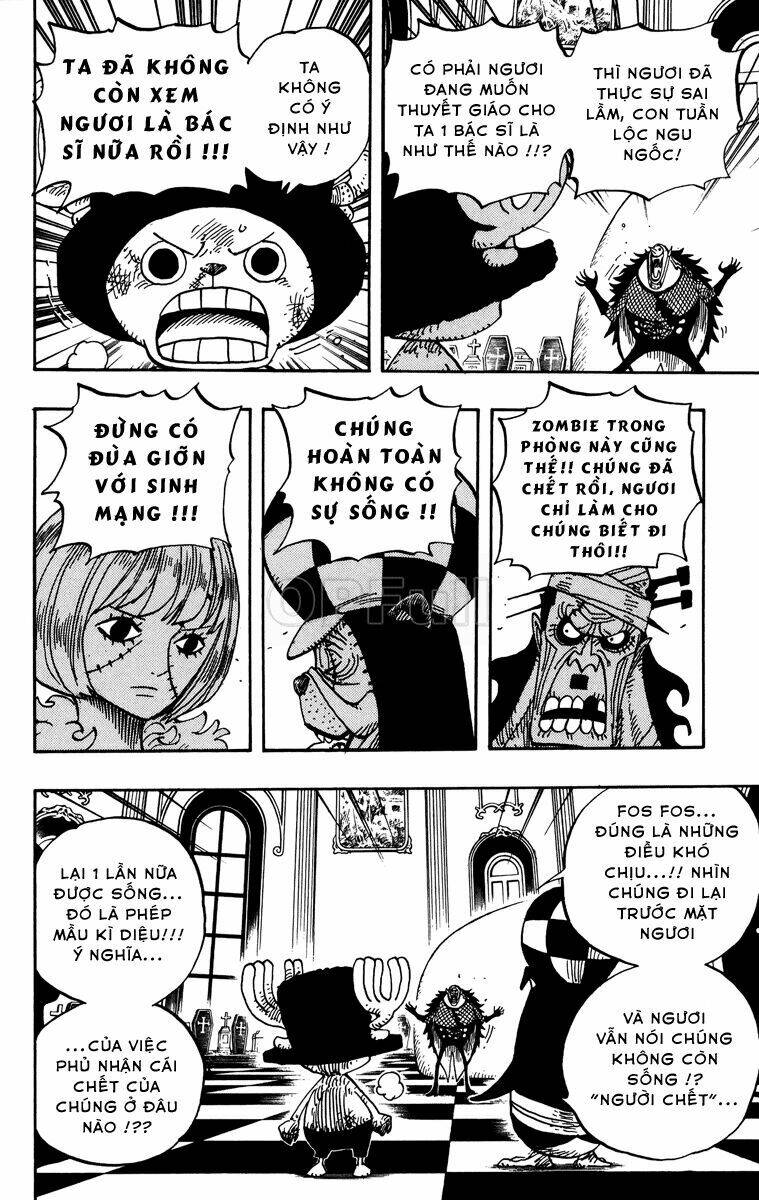 THÌ NGƯƠI ĐÃ
THỰC SỰ SAI
LẦM, CON TUẦN
LỘC NGU
NGỐC!
CÓ PHẢI NGƯƠI
ĐANG MUỐN
THUYẾT GIÁO CHO
TA 1 BÁC SĨ LÀ
NHƯ THẾ NÀO !!?
TA
KHÔNG
CÓ Ý
ĐỊNH NHƯ
VẬY !
TA ĐÃ KHÔNG
CÒN XEM
NGƯƠI LÀ BÁC
SĨ NỮA RỒI !!!
ZOMBIE TRONG
PHÒNG NÀY CŨNG
THẾ!! CHÚNG ĐÃ
CHẾT RỒI, NGƯƠI
CHỈ LÀM CHO
CHÚNG BIẾT ĐI
THÔI!!!
CHÚNG
HOÀN TOÀN
KHÔNG CÓ
SỰ SỐNG !!
ĐỪNG CÓ
ĐÙA GIỠN
VỚI SINH
MẠNG !!!
OPFull
FOS FOS...
ĐÚNG LÀ NHỮNG
ĐIỀU KHÓ
CHỊU...!! NHÌN
CHÚNG ĐI LẠI
TRƯỚC MẶT
NGƯƠI
VÀ NGƯƠI
VẪN NÓI CHÚNG
KHÔNG CÒN
SỐNG !?
"NGƯỜI CHẾT"...
LẠI 1 LẦN NỮA
ĐƯỢC SỐNG...
ĐÓ LÀ PHÉP
MẦU KÌ DIỆU!!!
Ý NGHĨA...
...CỦA VIỆC
PHỦ NHẬN CÁI
CHẾT CỦA
CHÚNG Ở ĐÂU
NÀO !??